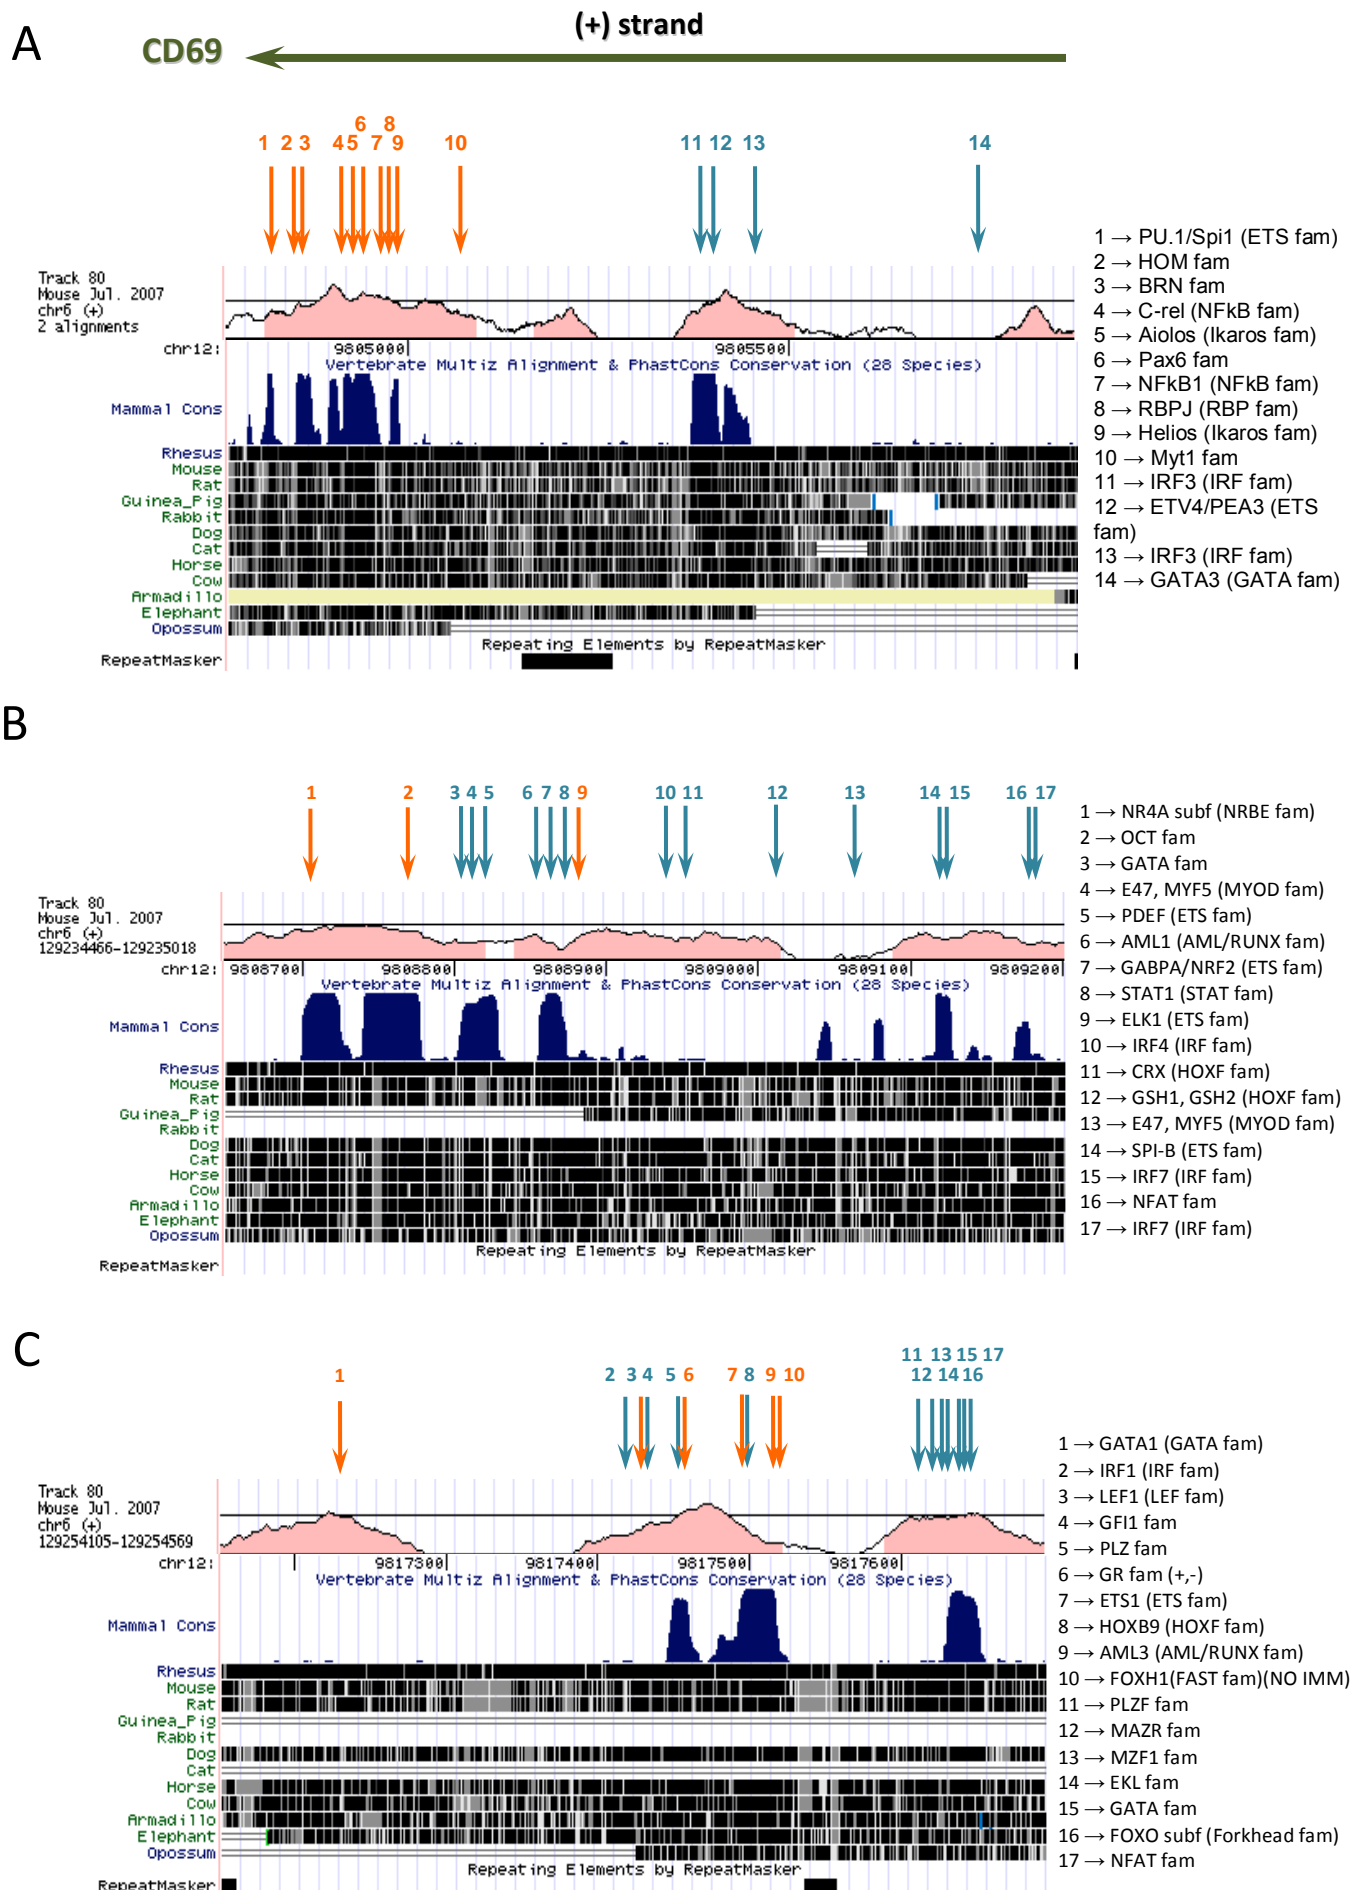 A
(+) strand
CD69
6 8
1 2 3 4 5 7 9 10 11 12 13 14
Track 80
Mouse Jul. 2007
chr6 (+)
2 alignments
chr12: 9805000| 9805500|
Vertebrate Multiz Alignment & PhastCons Conservation (28 Species)
Mammal Cons
Rhesus
Mouse
Rat
Guinea_Pig
Rabbit
Dog
Cat
Horse
Cow
Armadillo
Elephant
Opossum
Repeating Elements by RepeatMasker
RepeatMasker
1 → PU.1/Spi1 (ETS fam)
2 → HOM fam
3 → BRN fam
4 → C-rel (NFkB fam)
5 → Aiolos (Ikaros fam)
6 → Pax6 fam
7 → NFkB1 (NFkB fam)
8 → RBPJ (RBP fam)
9 → Helios (Ikaros fam)
10 → Myt1 fam
11 → IRF3 (IRF fam)
12 → ETV4/PEA3 (ETS
fam)
13 → IRF3 (IRF fam)
14 → GATA3 (GATA fam)
B
1 2 3 4 5 6 7 8 9 10 11 12 13 14 15 16 17
Track 80
Mouse Jul. 2007
chr6 (+)
129234466-129235018
chr12: 9808700| 9808800| 9808900| 9809000| 9809100| 9809200|
Vertebrate Multiz Alignment & PhastCons Conservation (28 Species)
Mammal Cons
Rhesus
Mouse
Rat
Guinea_Pig
Rabbit
Dog
Cat
Horse
Cow
Armadillo
Elephant
Opossum
Repeating Elements by RepeatMasker
RepeatMasker
1 → NR4A subf (NRBE fam)
2 → OCT fam
3 → GATA fam
4 → E47, MYF5 (MYOD fam)
5 → PDEF (ETS fam)
6 → AML1 (AML/RUNX fam)
7 → GABPA/NRF2 (ETS fam)
8 → STAT1 (STAT fam)
9 → ELK1 (ETS fam)
10 → IRF4 (IRF fam)
11 → CRX (HOXF fam)
12 → GSH1, GSH2 (HOXF fam)
13 → E47, MYF5 (MYOD fam)
14 → SPI-B (ETS fam)
15 → IRF7 (IRF fam)
16 → NFAT fam
17 → IRF7 (IRF fam)
C
11 13 15 17
1 2 3 4 5 6 7 8 9 10 12 14 16
Track 80
Mouse Jul. 2007
chr6 (+)
129254105-129254569
chr12: 9817300| 9817400| 9817500| 9817600|
Vertebrate Multiz Alignment & PhastCons Conservation (28 Species)
Mammal Cons
Rhesus
Mouse
Rat
Guinea_Pig
Rabbit
Dog
Cat
Horse
Cow
Armadillo
Elephant
Opossum
Repeating Elements by RepeatMasker
RepeatMasker
1 → GATA1 (GATA fam)
2 → IRF1 (IRF fam)
3 → LEF1 (LEF fam)
4 → GFI1 fam
5 → PLZ fam
6 → GR fam (+,-)
7 → ETS1 (ETS fam)
8 → HOXB9 (HOXF fam)
9 → AML3 (AML/RUNX fam)
10 → FOXH1(FAST fam)(NO IMM)
11 → PLZF fam
12 → MAZR fam
13 → MZF1 fam
14 → EKL fam
15 → GATA fam
16 → FOXO subf (Forkhead fam)
17 → NFAT fam